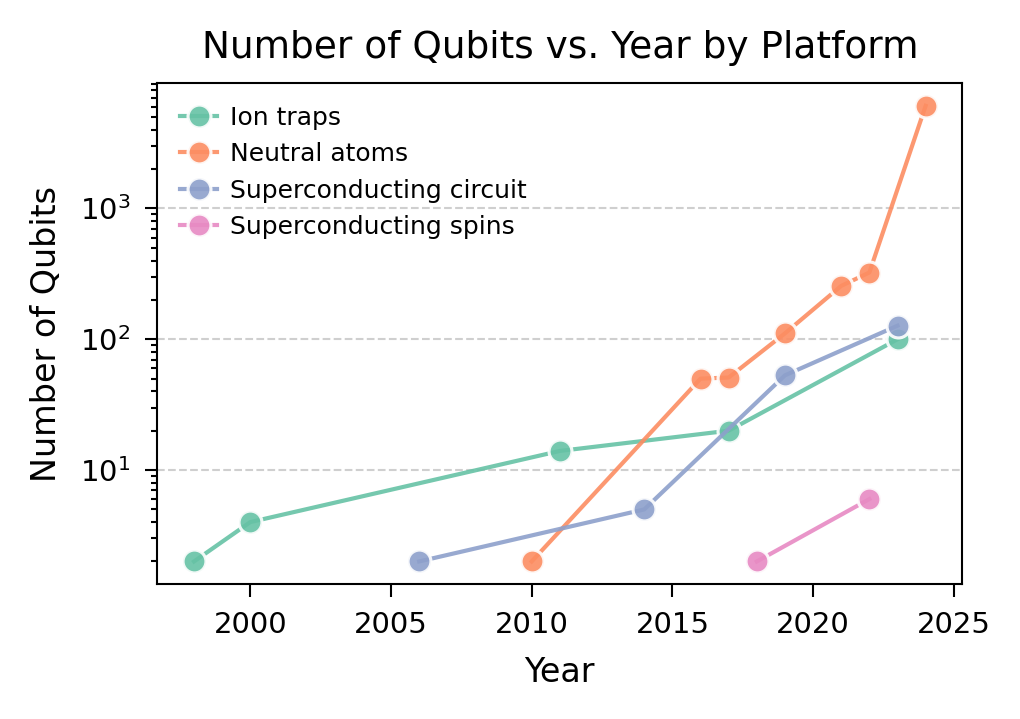 Number of Qubits vs. Year by Platform
Ion traps
Neutral atoms
Superconducting circuit
Superconducting spins
Number of Qubits
10³
10²
10¹
2000 2005 2010 2015 2020 2025
Year